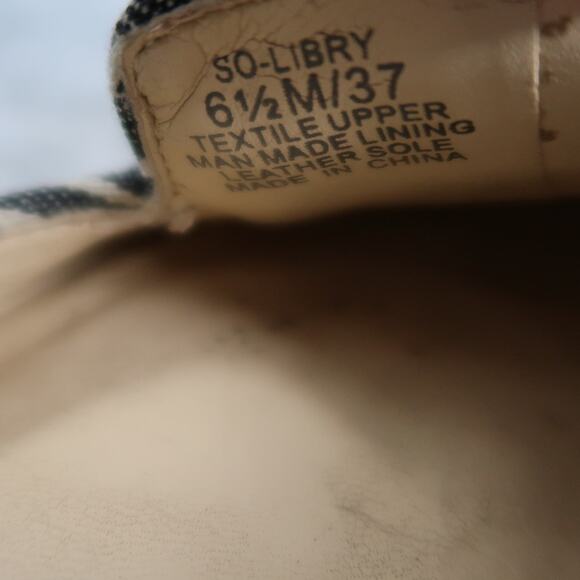 SO-LIBRY
6½M/37
TEXTILE UPPER
MAN MADE LINING
LEATHER SOLE
MADE IN CHINA